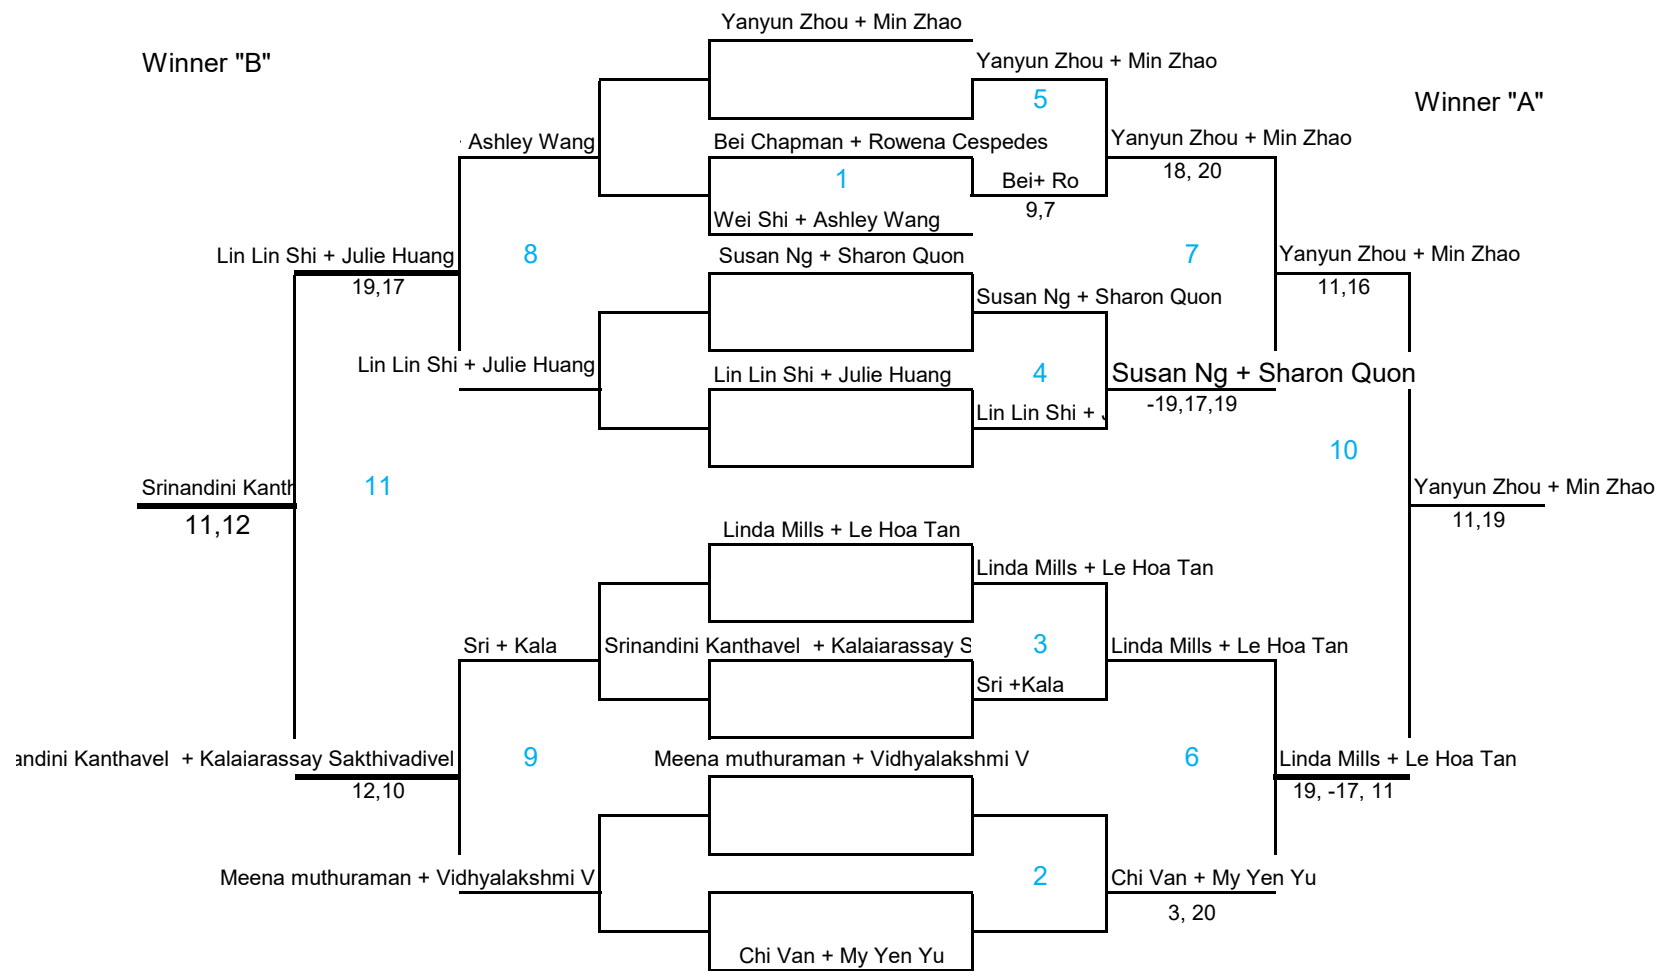 Yanyun Zhou + Min Zhao
Winner "B"
Yanyun Zhou + Min Zhao
5
Winner "A"
Ashley Wang
Bei Chapman + Rowena Cespedes
Yanyun Zhou + Min Zhao
18, 20
1
Bei+ Ro
9,7
Wei Shi + Ashley Wang
Lin Lin Shi + Julie Huang
19,17
8
Susan Ng + Sharon Quon
7
Yanyun Zhou + Min Zhao
11,16
Susan Ng + Sharon Quon
Lin Lin Shi + Julie Huang
Lin Lin Shi + Julie Huang
4
Susan Ng + Sharon Quon
-19,17,19
Lin Lin Shi +
10
Srinandini Kanth
11,12
11
Yanyun Zhou + Min Zhao
11,19
Linda Mills + Le Hoa Tan
Linda Mills + Le Hoa Tan
Sri + Kala
Srinandini Kanthavel + Kalaiarassay S
3
Linda Mills + Le Hoa Tan
Sri +Kala
andini Kanthavel + Kalaiarassay Sakthivadivel
12,10
9
Meena muthuraman + Vidhyalakshmi V
6
Linda Mills + Le Hoa Tan
19, -17, 11
Meena muthuraman + Vidhyalakshmi V
2
Chi Van + My Yen Yu
3, 20
Chi Van + My Yen Yu